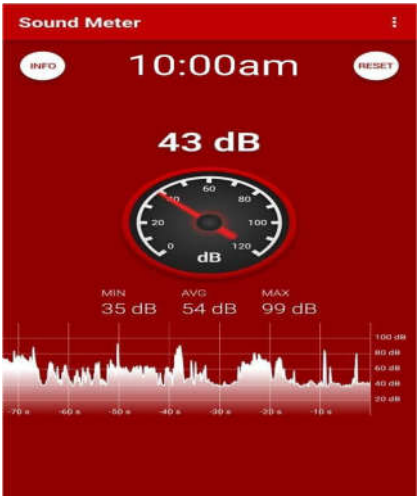 Sound Meter
INFO
10:00am
RESET
43 dB
0
20
40
60
80
100
120
dB
MIN AVG MAX
35 dB 54 dB 99 dB
100 dB
80 dB
60 dB
40 dB
20 dB
-70 s -60 s -50 s -40 s -30 s -20 s -10 s